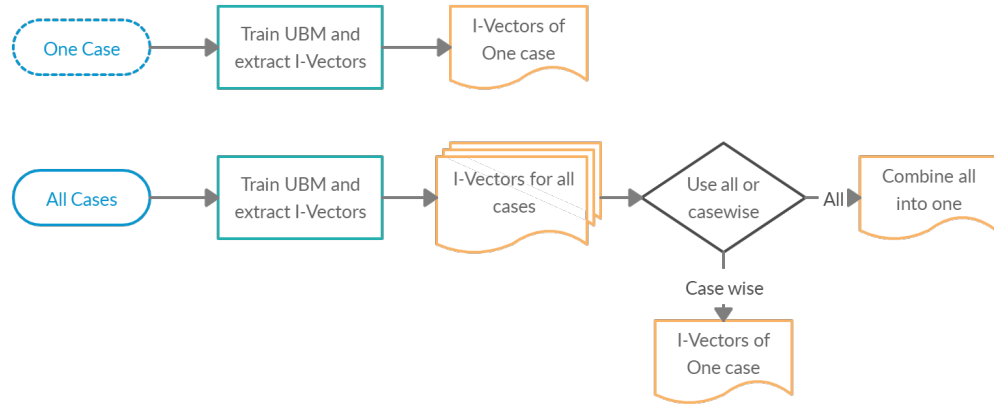 One Case
Train UBM and
extract I-Vectors
I-Vectors of
One case
All Cases
Train UBM and
extract I-Vectors
I-Vectors for all
cases
Use all or
casewise
All
Combine all
into one
Case wise
I-Vectors of
One case